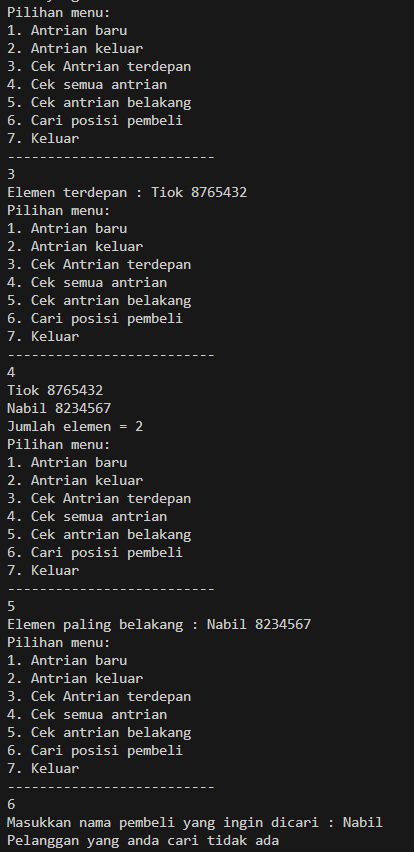 Pilihan menu:
1. Antrian baru
2. Antrian keluar
3. Cek Antrian terdepan
4. Cek semua antrian
5. Cek antrian belakang
6. Cari posisi pembeli
7. Keluar
--------------------------
3
Elemen terdepan : Tiok 8765432
Pilihan menu:
1. Antrian baru
2. Antrian keluar
3. Cek Antrian terdepan
4. Cek semua antrian
5. Cek antrian belakang
6. Cari posisi pembeli
7. Keluar
--------------------------
4
Tiok 8765432
Nabil 8234567
Jumlah elemen = 2
Pilihan menu:
1. Antrian baru
2. Antrian keluar
3. Cek Antrian terdepan
4. Cek semua antrian
5. Cek antrian belakang
6. Cari posisi pembeli
7. Keluar
--------------------------
5
Elemen paling belakang : Nabil 8234567
Pilihan menu:
1. Antrian baru
2. Antrian keluar
3. Cek Antrian terdepan
4. Cek semua antrian
5. Cek antrian belakang
6. Cari posisi pembeli
7. Keluar
--------------------------
6
Masukkan nama pembeli yang ingin dicari : Nabil
Pelanggan yang anda cari tidak ada